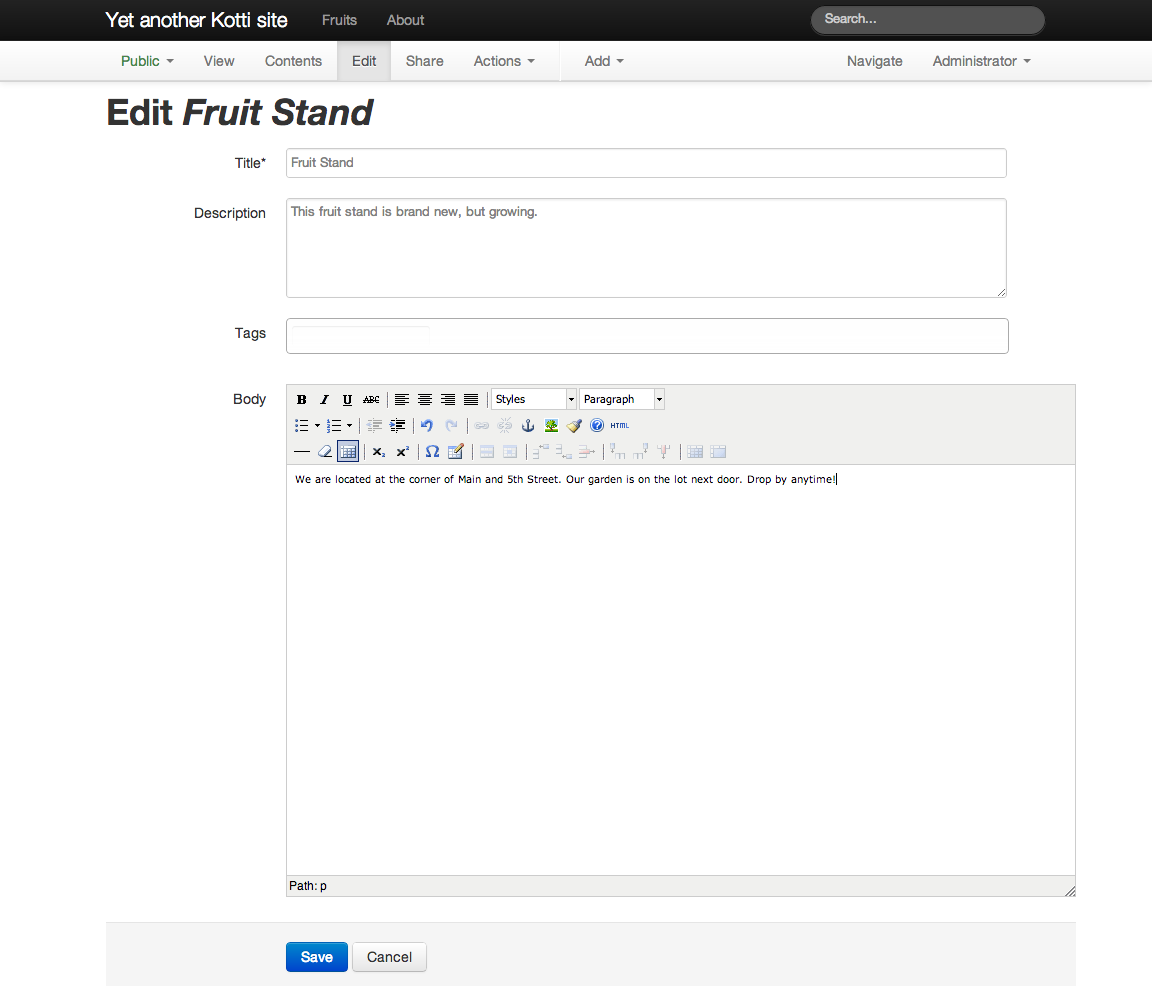 Yet another Kotti site Fruits About Search...
Public View Contents Edit Share Actions Add Navigate Administrator
Edit Fruit Stand
Title* Fruit Stand
Description This fruit stand is brand new, but growing.
Tags
Body B I U ABC Styles Paragraph
HTML
x₂ x² Ω
We are located at the corner of Main and 5th Street. Our garden is on the lot next door. Drop by anytime!
Path: p
Save Cancel